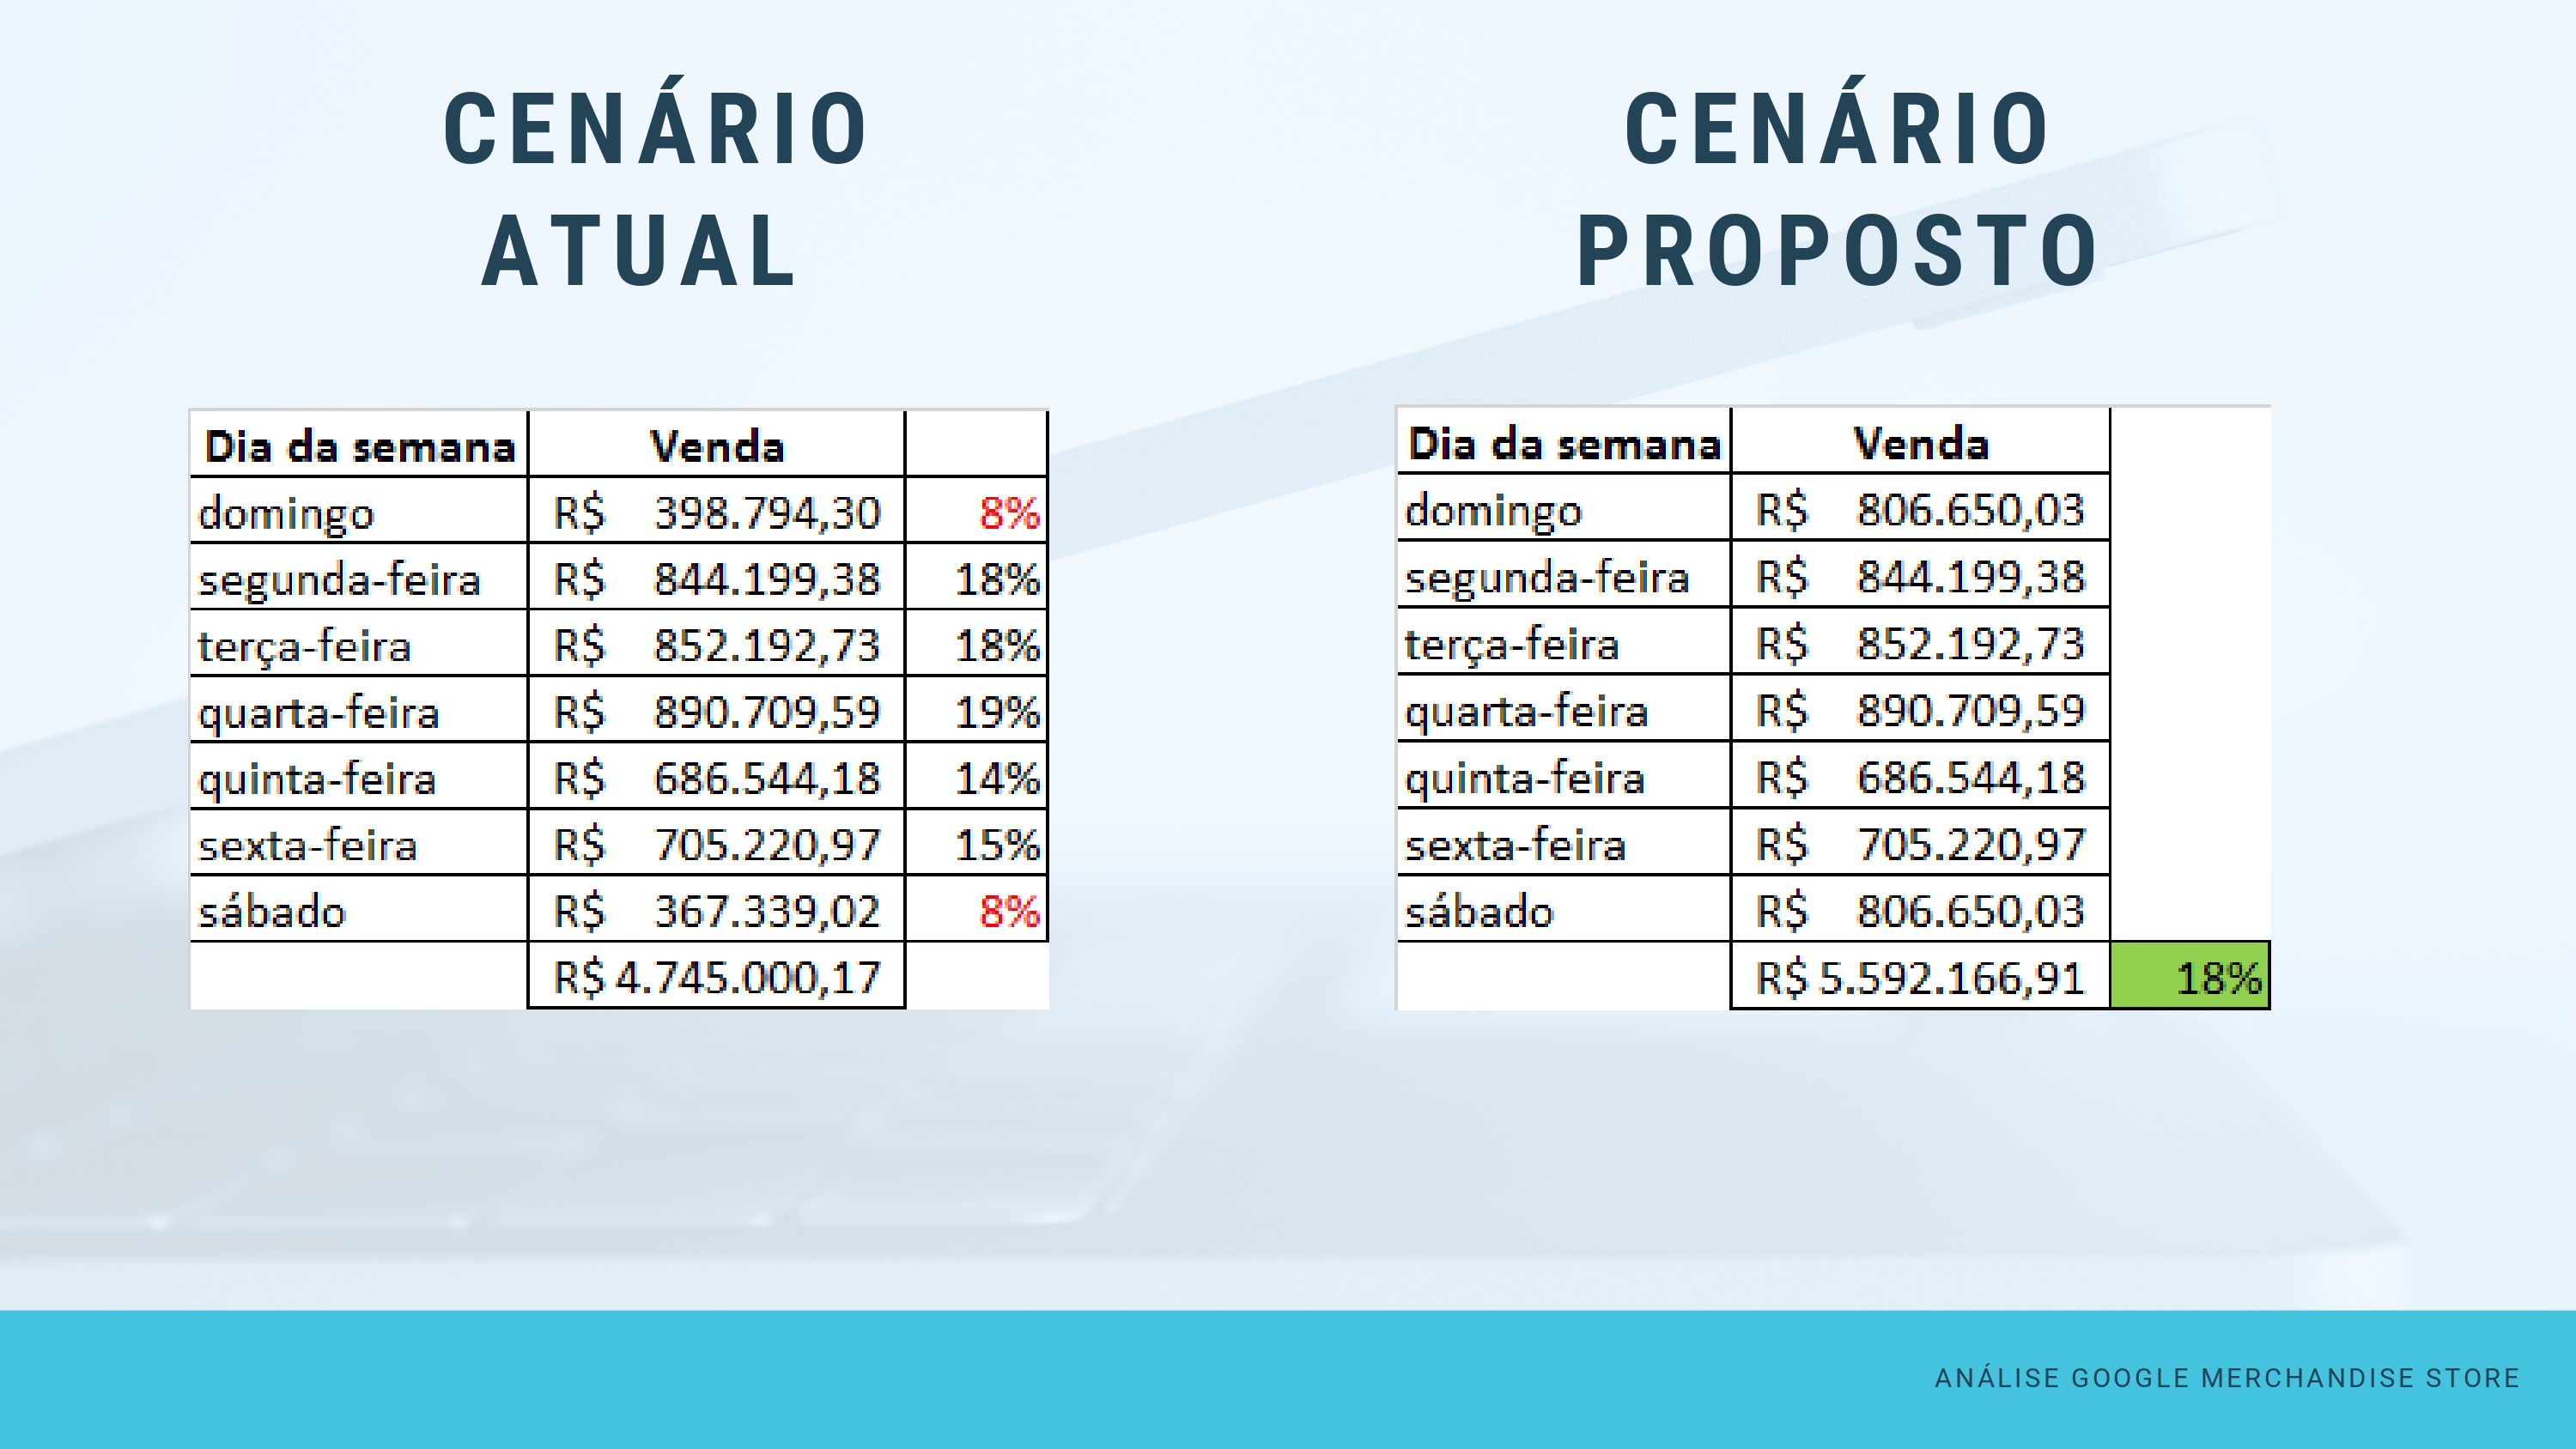 CENÁRIO
ATUAL
Dia da semana Venda
domingo R$ 398.794,30 8%
segunda-feira R$ 844.199,38 18%
terça-feira R$ 852.192,73 18%
quarta-feira R$ 890.709,59 19%
quinta-feira R$ 686.544,18 14%
sexta-feira R$ 705.220,97 15%
sábado R$ 367.339,02 8%
R$ 4.745.000,17
CENÁRIO
PROPOSTO
Dia da semana Venda
domingo R$ 806.650,03
segunda-feira R$ 844.199,38
terça-feira R$ 852.192,73
quarta-feira R$ 890.709,59
quinta-feira R$ 686.544,18
sexta-feira R$ 705.220,97
sábado R$ 806.650,03
R$ 5.592.166,91 18%
ANÁLISE GOOGLE MERCHANDISE STORE